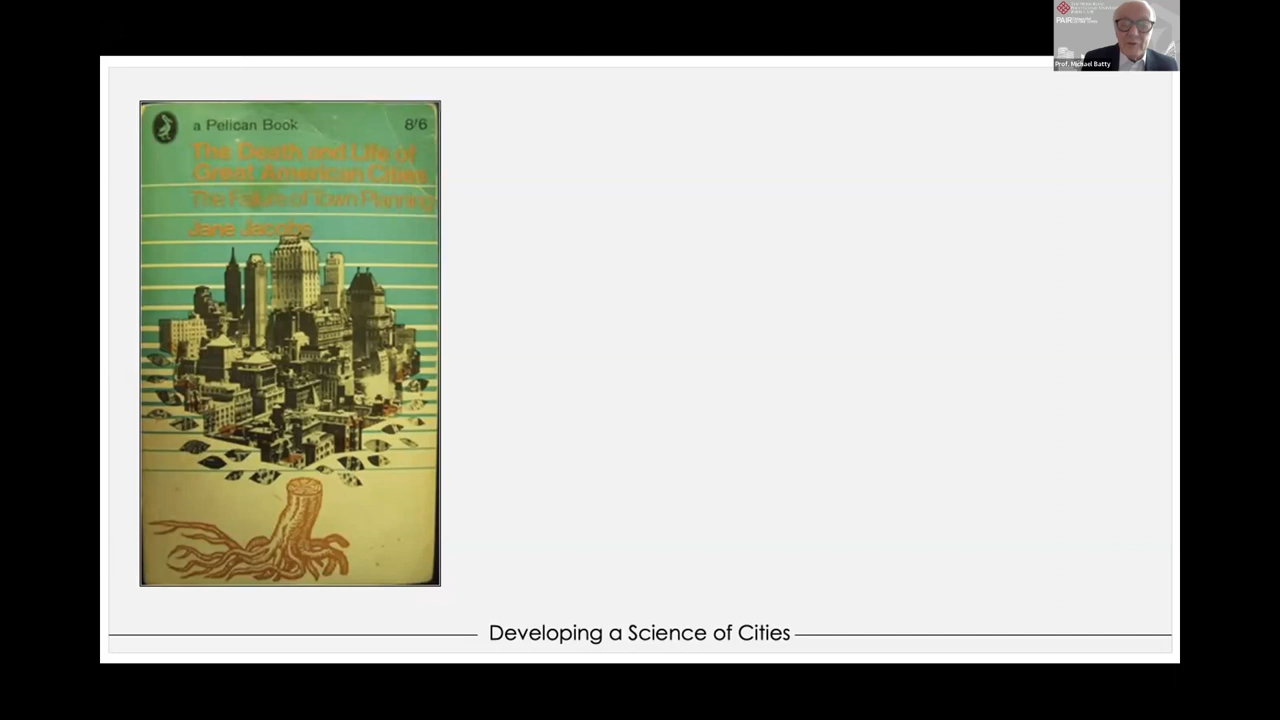 a Pelican Book 8/6
The Death and Life of
Great American Cities
The Failure of Town Planning
Jane Jacobs
Developing a Science of Cities
PAIR
Prof. Michael Batty